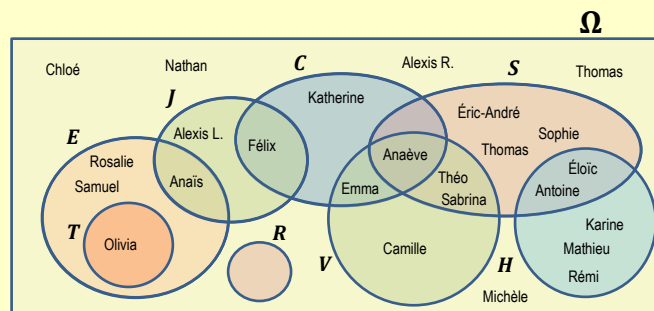 Ω
Chloé
Nathan
C
Alexis R.
S
Thomas
J
Katherine
Éric-André
E
Alexis L.
Sophie
Rosalie
Félix
Anaève
Thomas
Éloïc
Samuel
Anaïs
Emma
Théo
Antoine
Sabrina
T
Olivia
R
Camille
Karine
V
H
Mathieu
Rémi
Michèle